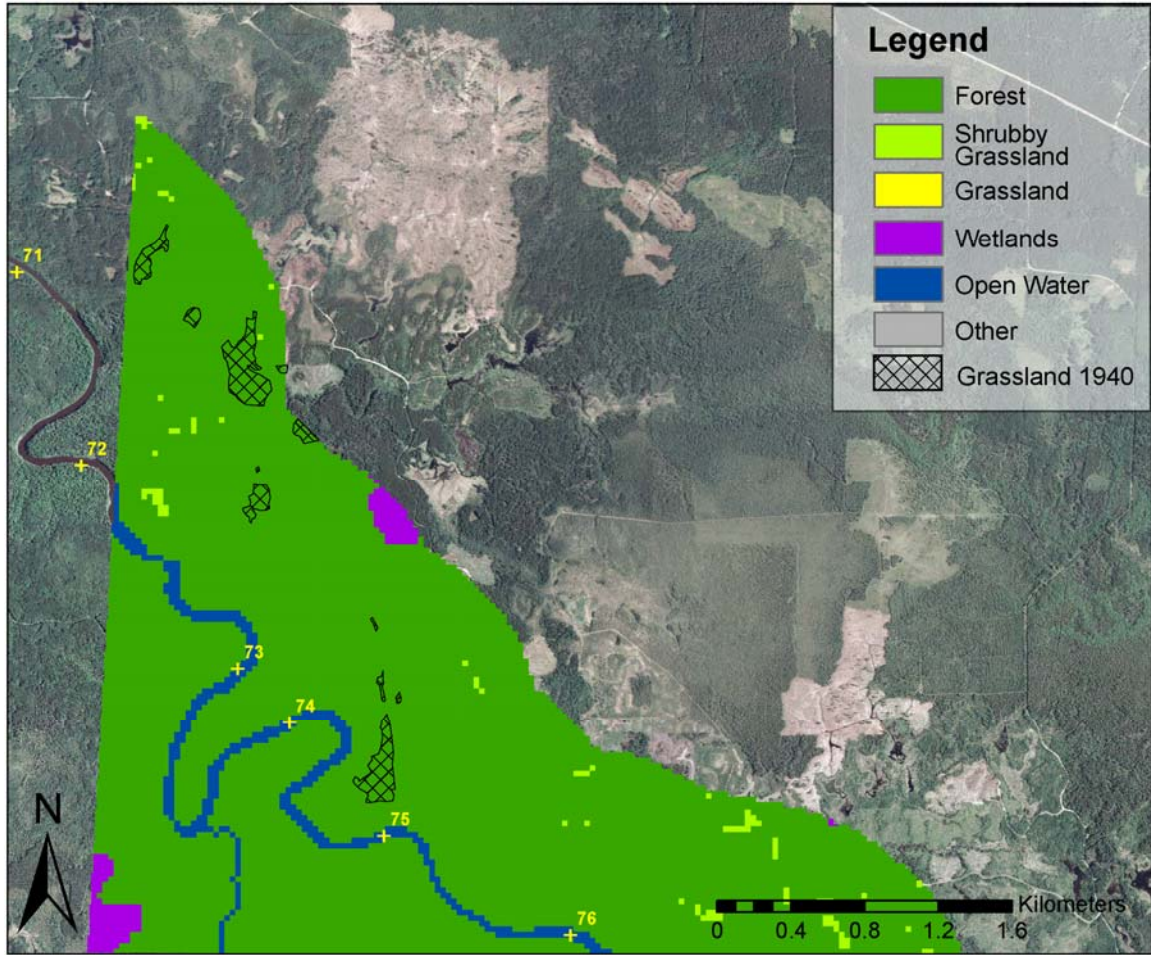 Legend
Forest
Shrubby
Grassland
Grassland
Wetlands
Open Water
Other
Grassland 1940
71
72
73
74
75
76
N
Kilometers
0 0.4 0.8 1.2 1.6